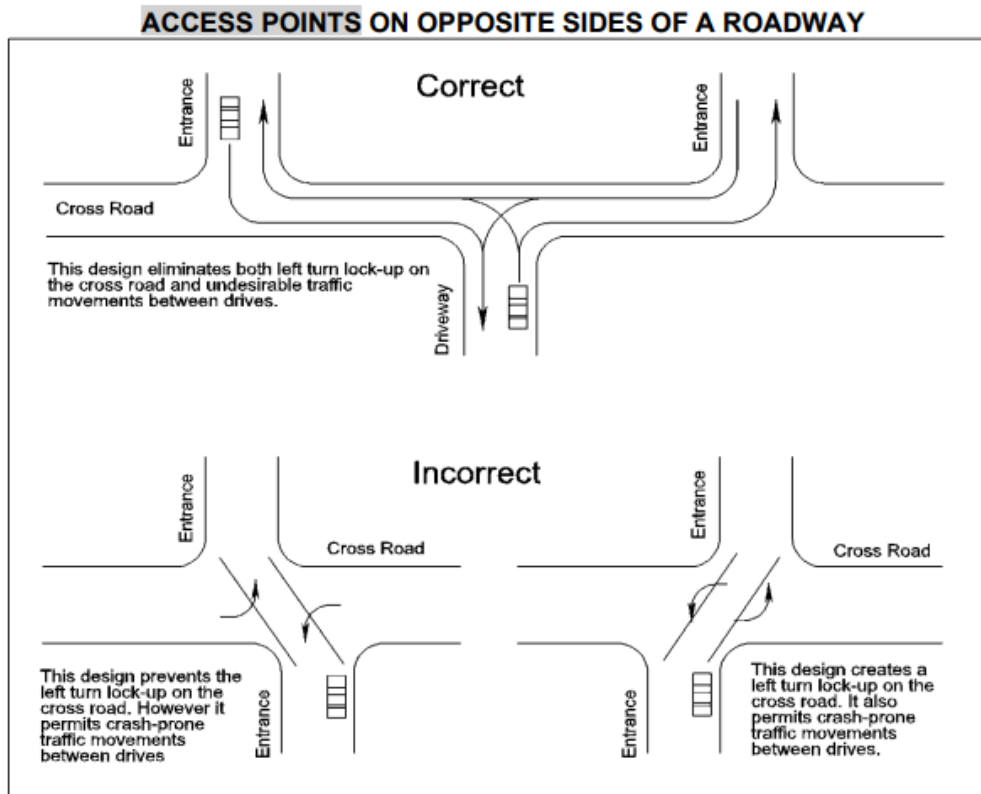 ACCESS POINTS ON OPPOSITE SIDES OF A ROADWAY
Correct
Entrance
Entrance
Cross Road
This design eliminates both left turn lock-up on
the cross road and undesirable traffic
movements between drives.
Driveway
Incorrect
Entrance
Cross Road
Entrance
Cross Road
This design prevents the
left turn lock-up on the
cross road. However it
permits crash-prone
traffic movements
between drives
Entrance
Entrance
This design creates a
left turn lock-up on the
cross road. It also
permits crash-prone
traffic movements
between drives.